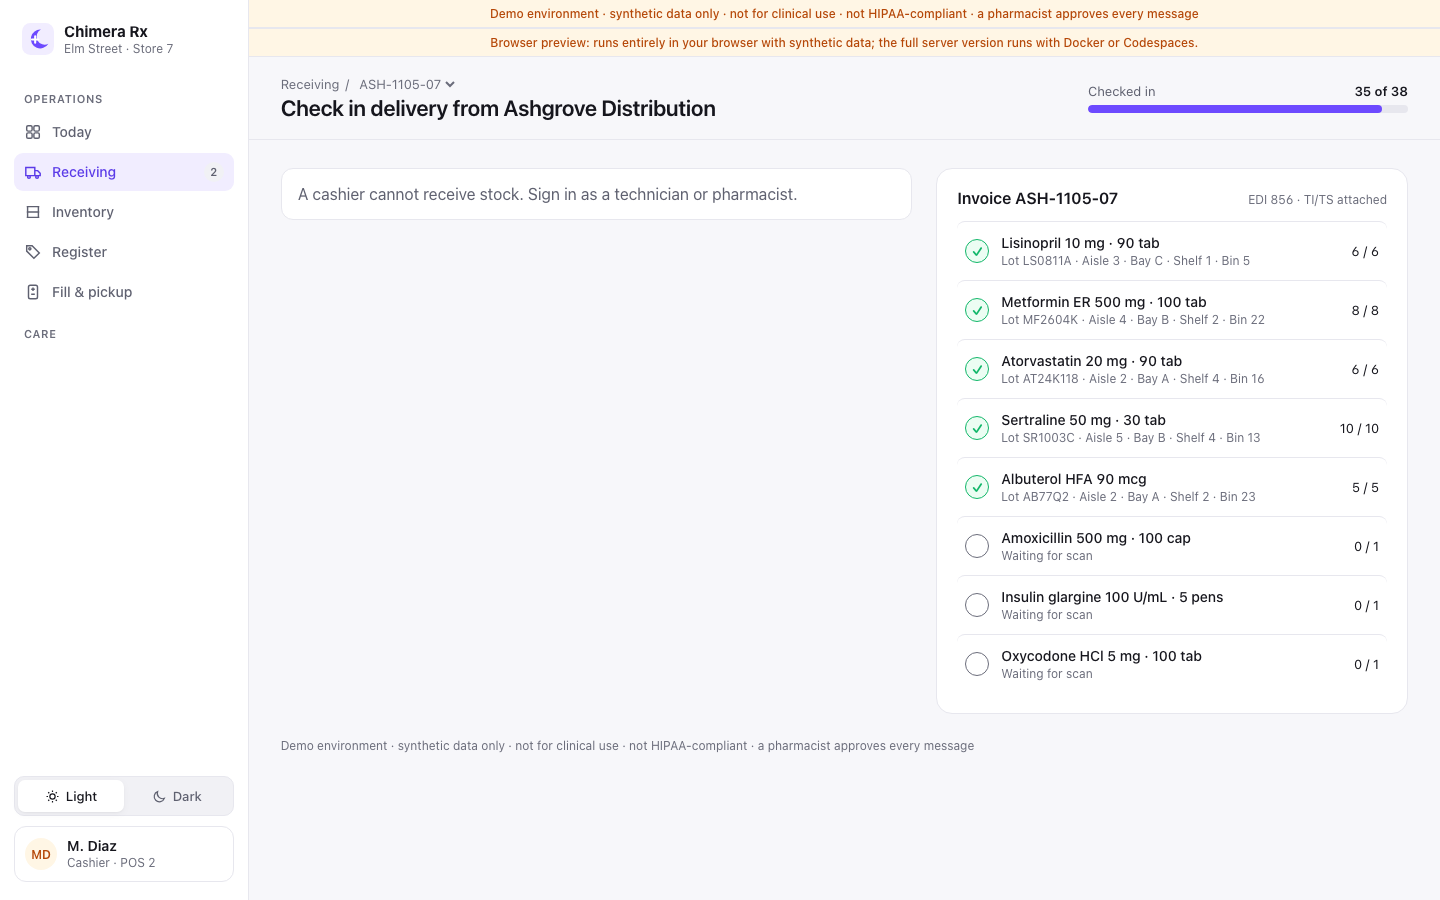 Chimera Rx
Elm Street · Store 7
OPERATIONS
Today
Receiving 2
Inventory
Register
Fill & pickup
CARE
Light Dark
MD
M. Diaz
Cashier · POS 2
Demo environment · synthetic data only · not for clinical use · not HIPAA-compliant · a pharmacist approves every message
Browser preview: runs entirely in your browser with synthetic data; the full server version runs with Docker or Codespaces.
Receiving / ASH-1105-07
Check in delivery from Ashgrove Distribution
Checked in 35 of 38
A cashier cannot receive stock. Sign in as a technician or pharmacist.
Invoice ASH-1105-07 EDI 856 · TI/TS attached
Lisinopril 10 mg · 90 tab
Lot LS0811A · Aisle 3 · Bay C · Shelf 1 · Bin 5
6 / 6
Metformin ER 500 mg · 100 tab
Lot MF2604K · Aisle 4 · Bay B · Shelf 2 · Bin 22
8 / 8
Atorvastatin 20 mg · 90 tab
Lot AT24K118 · Aisle 2 · Bay A · Shelf 4 · Bin 16
6 / 6
Sertraline 50 mg · 30 tab
Lot SR1003C · Aisle 5 · Bay B · Shelf 4 · Bin 13
10 / 10
Albuterol HFA 90 mcg
Lot AB77Q2 · Aisle 2 · Bay A · Shelf 2 · Bin 23
5 / 5
Amoxicillin 500 mg · 100 cap
Waiting for scan
0 / 1
Insulin glargine 100 U/mL · 5 pens
Waiting for scan
0 / 1
Oxycodone HCl 5 mg · 100 tab
Waiting for scan
0 / 1
Demo environment · synthetic data only · not for clinical use · not HIPAA-compliant · a pharmacist approves every message